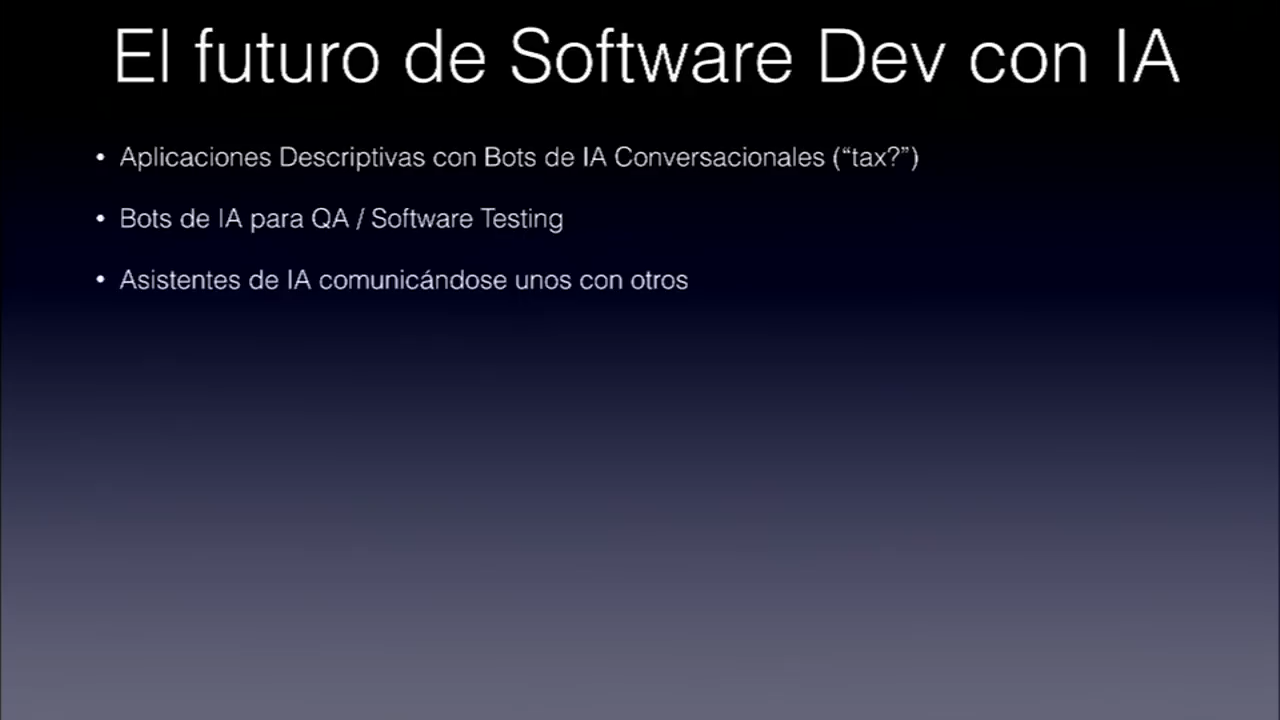 El futuro de Software Dev con IA
• Aplicaciones Descriptivas con Bots de IA Conversacionales (“tax?”)
• Bots de IA para QA / Software Testing
• Asistentes de IA comunicándose unos con otros